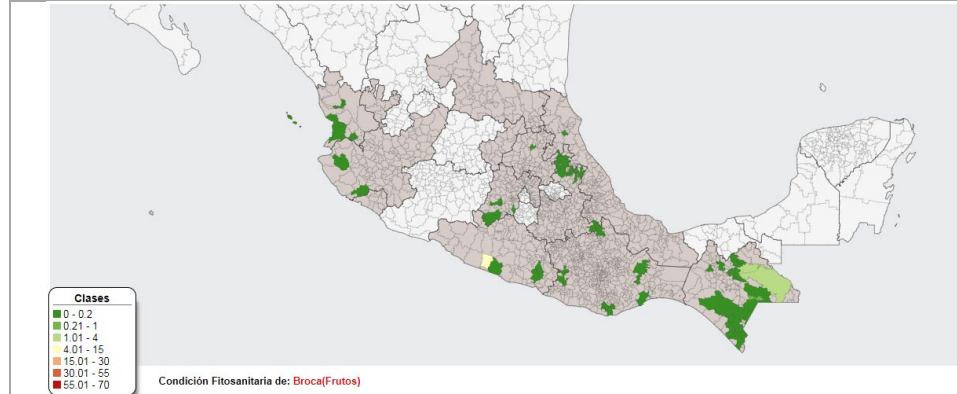 Clases
0 - 0.2
0.21 - 1
1.01 - 4
4.01 - 15
15.01 - 30
30.01 - 55
55.01 - 70
Condición Fitosanitaria de: Broca(Frutos)